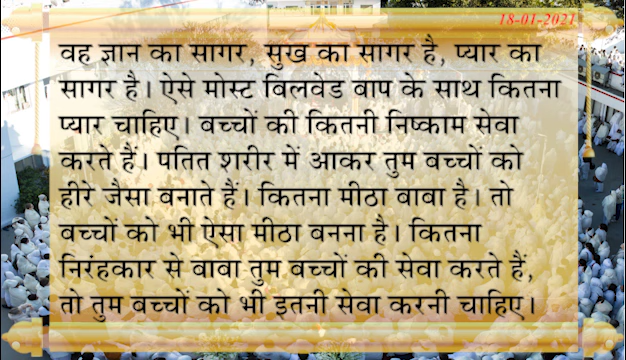 18-01-2021
वह ज्ञान का सागर, सुख का सागर है, प्यार का
सागर है। ऐसे मोस्ट बिलवेड बाप के साथ कितना
प्यार चाहिए। बच्चों की कितनी निष्काम सेवा
करते हैं। पतित शरीर में आकर तुम बच्चों को
हीरे जैसा बनाते हैं। कितना मीठा बाबा है। तो
बच्चों को भी ऐसा मीठा बनना है। कितना
निरंहकार से बाबा तुम बच्चों की सेवा करते हैं,
तो तुम बच्चों को भी इतनी सेवा करनी चाहिए।